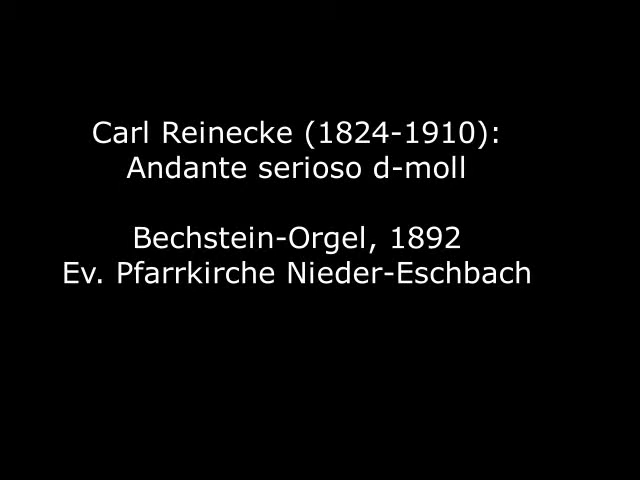 Carl Reinecke (1824-1910):
Andante serioso d-moll
Bechstein-Orgel, 1892
Ev. Pfarrkirche Nieder-Eschbach